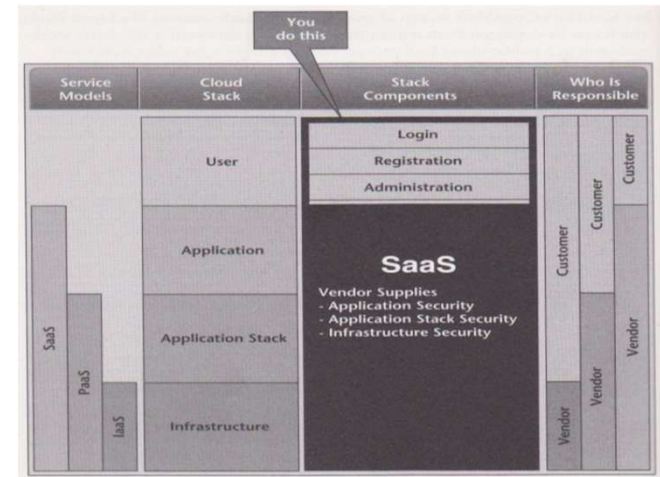 You
do this
Service
Models
Cloud
Stack
Stack
Components
Who Is
Responsible
User
Application
Application Stack
Infrastructure
Login
Registration
Administration
SaaS
Vendor Supplies
- Application Security
- Application Stack Security
- Infrastructure Security
SaaS
PaaS
IaaS
Customer
Vendor
Customer
Vendor
Customer
Vendor